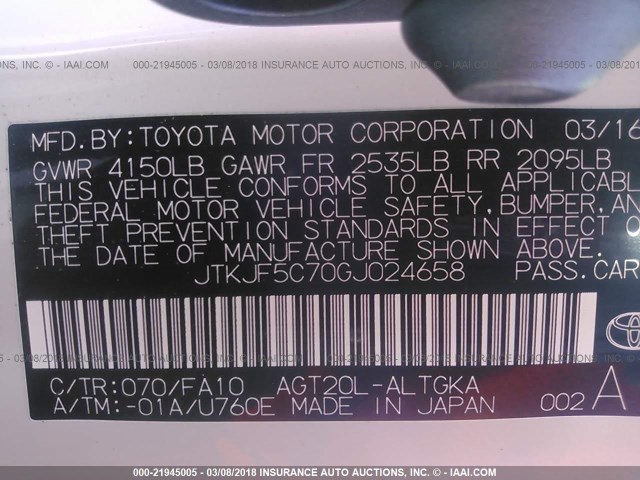 000-21945005 - 03/08/2018 INSURANCE AUTO AUCTIONS, INC. - IAAI.COM
MFD.BY:TOYOTA MOTOR CORPORATION 03/16
GVWR 4150LB GAWR FR 2535LB RR 2095LB
THIS VEHICLE CONFORMS TO ALL APPLICABL
FEDERAL MOTOR VEHICLE SAFETY,BUMPER,AN
THEFT PREVENTION STANDARDS IN EFFECT O
THE DATE OF MANUFACTURE SHOWN ABOVE.
JTKJF5C70GJ024658 PASS.CAR
C/TR:070/FA10 AGT20L-ALTGKA
A/TM:-01A/U760E MADE IN JAPAN 002 A
000-21945005 - 03/08/2018 INSURANCE AUTO AUCTIONS, INC. - IAAI.COM